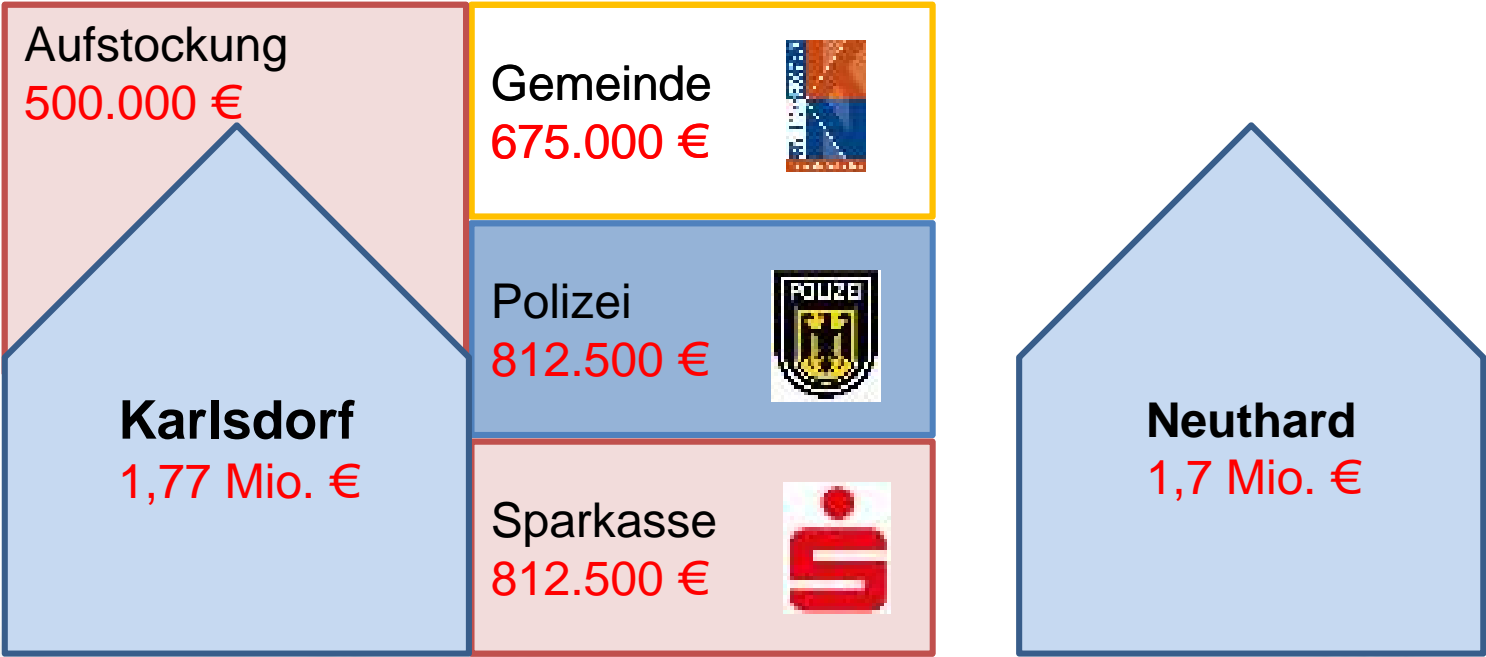 Aufstockung
500.000 €
Gemeinde
675.000 €
Polizei
812.500 €
POLIZEI
Karlsdorf
1,77 Mio. €
Sparkasse
812.500 €
Neuthard
1,7 Mio. €